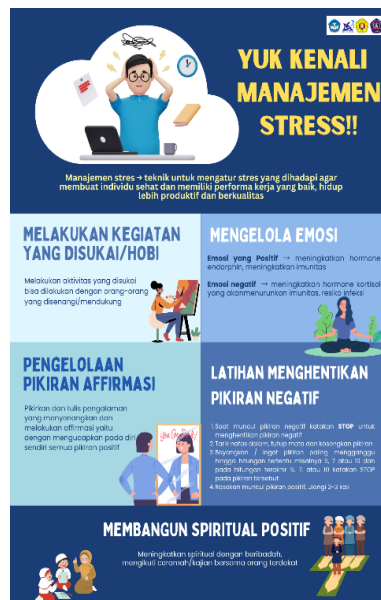 YUK KENALI
MANAJEMEN
STRESS!!
Manajemen stres → teknik untuk mengatur stres yang dihadapi agar
membuat individu sehat dan memiliki performa kerja yang baik, hidup
lebih produktif dan berkualitas
MELAKUKAN KEGIATAN
YANG DISUKAI/HOBI
Melakukan aktivitas yang disukai
bisa dilakukan dengan orang-orang
yang disenangi/mendukung
MENGELOLA EMOSI
Emosi yang Positif → meningkatkan hormone
endorphin, meningkatkan imunitas
Emosi negatif → meningkatkan hormone kortisol
yang akanmenurunkan imunitas, resiko infeksi
PENGELOLAAN
PIKIRAN AFFIRMASI
Pikirkan dan tulis pengalaman
yang menyenangkan dan
melakukan affirmasi yaitu
dengan mengucapkan pada diri
sendiri semua pikiran positif
You Can Do It!
LATIHAN MENGHENTIKAN
PIKIRAN NEGATIF
1. Saat muncul pikiran negatif katakan STOP untuk
menghentikan pikiran negatif
2. Tarik nafas dalam, tutup mata dan kosongkan pikiran
3. Bayangkan / ingat pikiran paling mengganggu
hingga hitungan tertentu misalnya 5, 7 atau 10 dan
pada hitungan terakhir 5, 7, atau 10 katakan STOP
pada pikiran tersebut
4. Rasakan muncul pikiran positif, ulangi 2-3 kali
MEMBANGUN SPIRITUAL POSITIF
Meningkatkan spiritual dengan beribadah,
mengikuti ceramah/kajian bersama orang terdekat